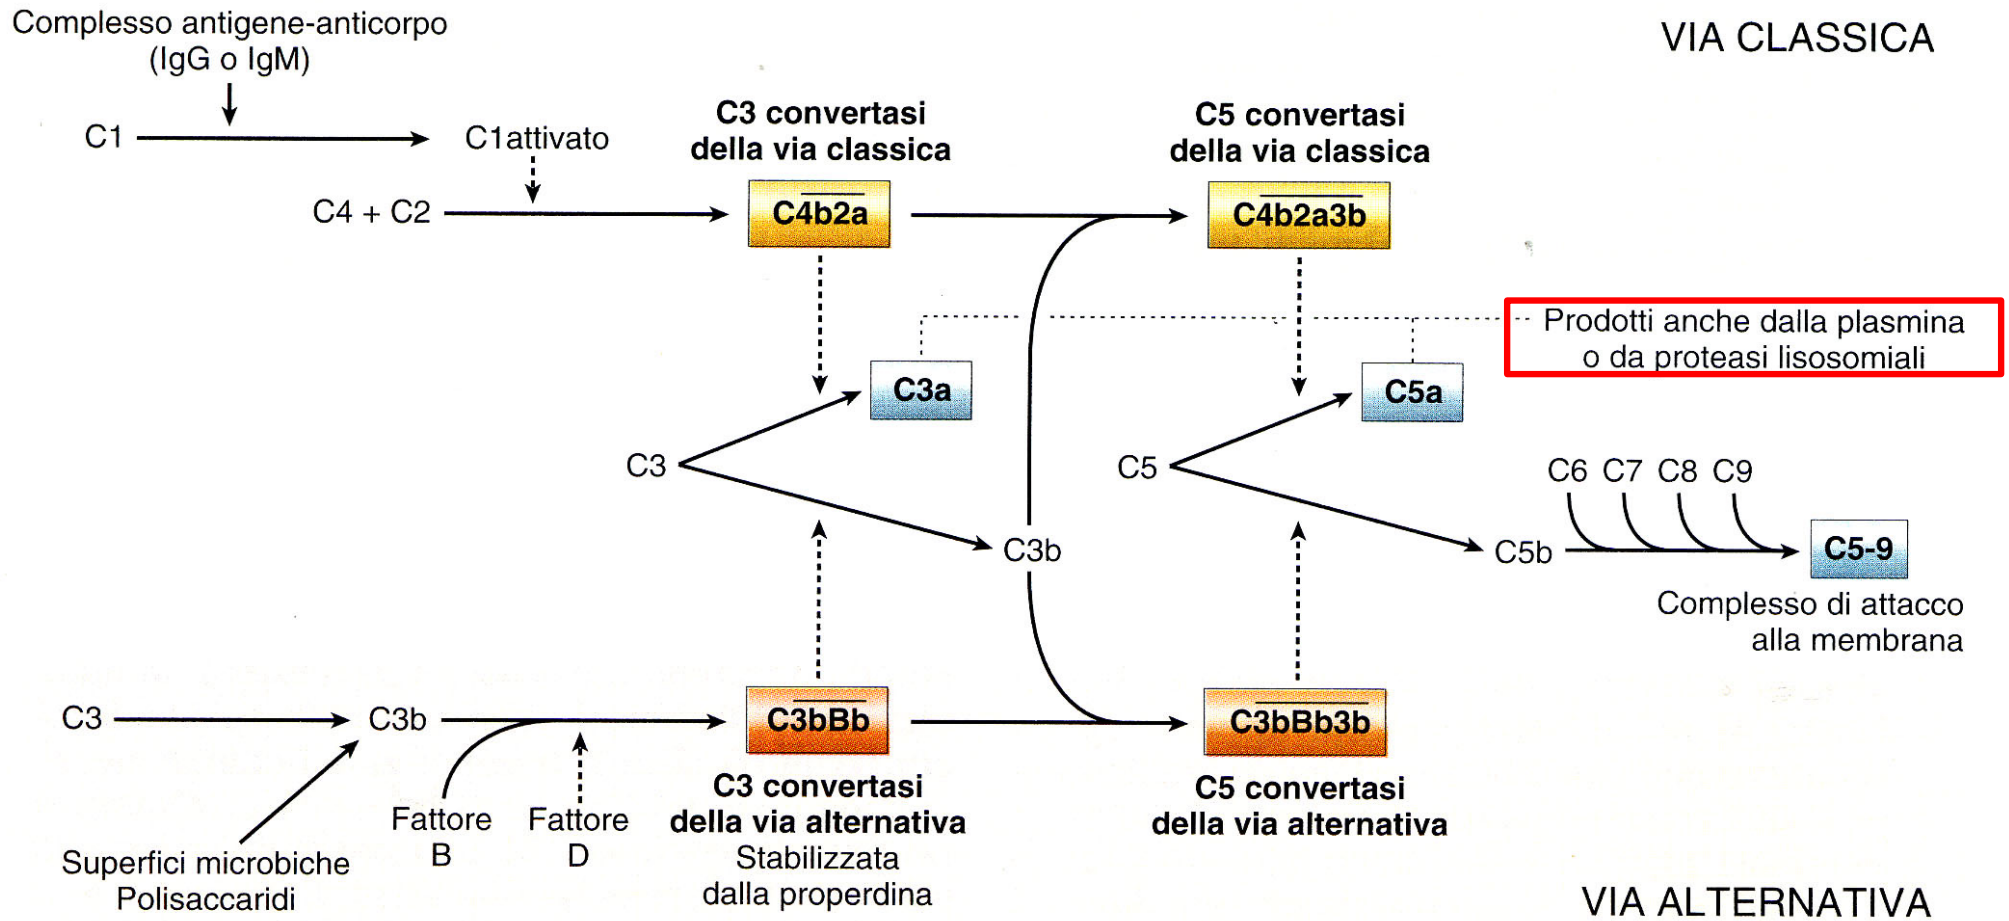 Complesso antigene-anticorpo
(IgG o IgM)
VIA CLASSICA
C1
C1attivato
C3 convertasi
della via classica
C5 convertasi
della via classica
C4 + C2
C4b2a
C4b2a3b
Prodotti anche dalla plasmina
o da proteasi lisosomiali
C3a
C5a
C3
C5
C6 C7 C8 C9
C3b
C5b
C5-9
Complesso di attacco
alla membrana
C3
C3b
C3bBb
C3bBb3b
Fattore
B
Fattore
D
C3 convertasi
della via alternativa
Stabilizzata
dalla properdina
C5 convertasi
della via alternativa
Superfici microbiche
Polisaccaridi
VIA ALTERNATIVA